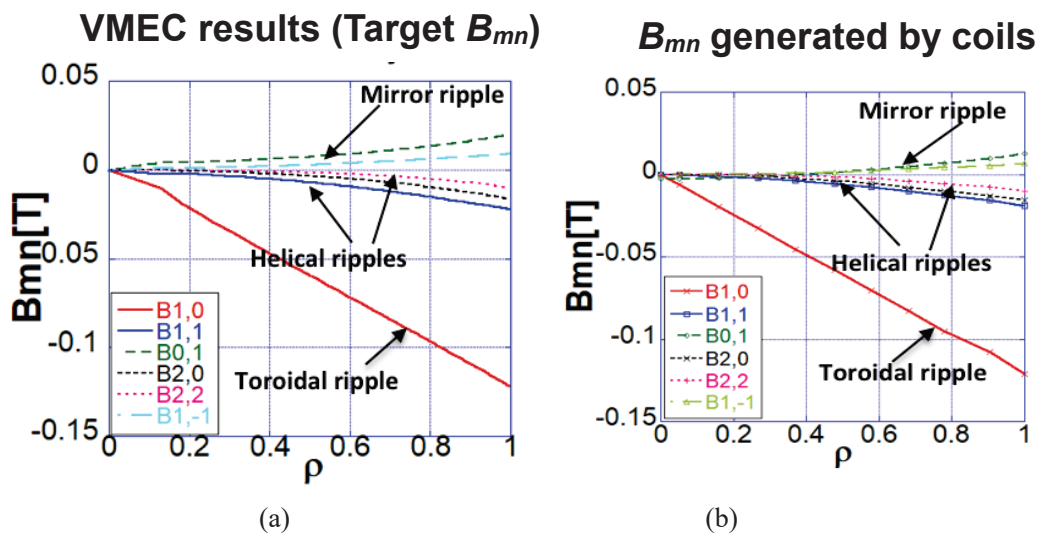 VMEC results (Target Bmn)
0.05
0
0.05
-0.1
-0.15
Bmn[T]
Mirror ripple
Helical ripples
Toroidal ripple
B1,0
B1,1
B0,1
B2,0
B2,2
B1,-1
0 0.2 0.4 0.6 0.8 1
ρ
(a)
Bmn generated by coils
0.05
0
-0.05
-0.1
-0.15
Bmn[T]
Mirror ripple
Helical ripples
Toroidal ripple
B1,0
B1,1
B0,1
B2,0
B2,2
B1,-1
0 0.2 0.4 0.6 0.8 1
ρ
(b)